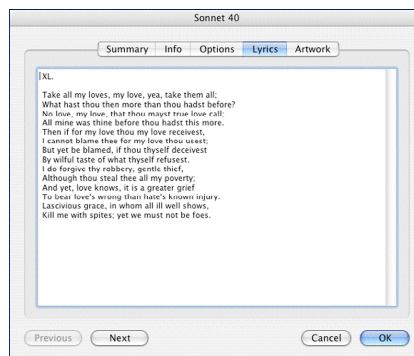 Sonnet 40
Summary Info Options Lyrics Artwork
XL.
Take all my loves, my love, yea, take them all;
What hast thou then more than thou hadst before?
No love, my love, that thou mayst true love call;
All mine was thine before thou hadst this more.
Then if for my love thou my love receivest,
I cannot blame thee for my love thou usest;
But yet be blamed, if thou thyself deceivest
By wilful taste of what thyself refusest.
I do forgive thy robbery, gentle thief,
Although thou steal thee all my poverty;
And yet, love knows, it is a greater grief
To bear love's wrong than hate's known injury.
Lascivious grace, in whom all ill well shows,
Kill me with spites; yet we must not be foes.
Previous Next Cancel OK